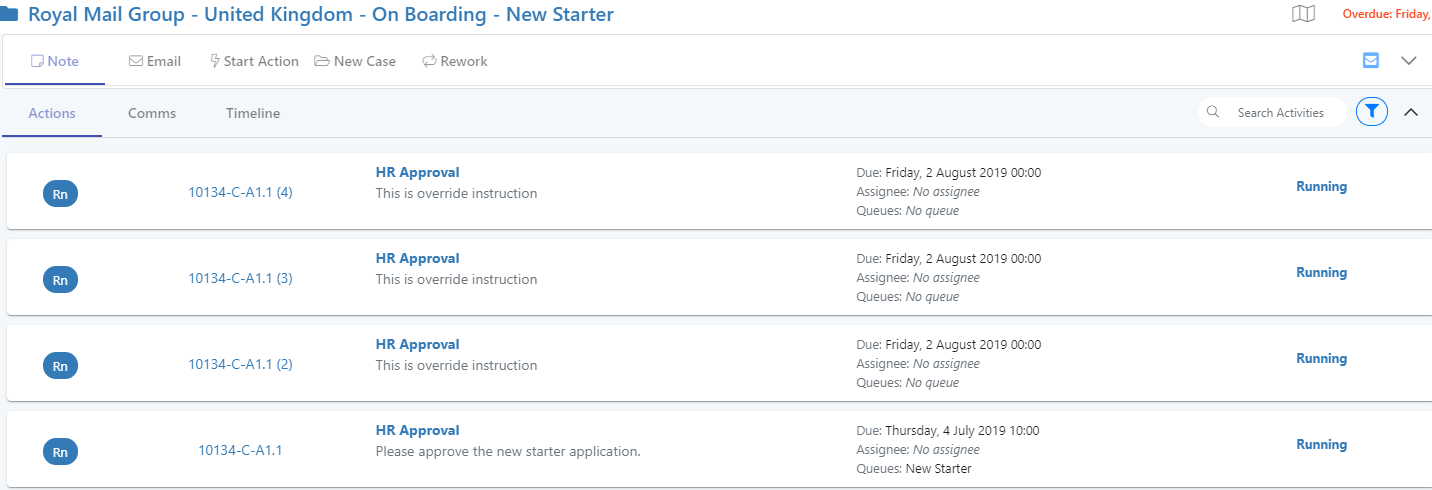 Royal Mail Group - United Kingdom - On Boarding - New Starter
Overdue: Friday,
Note Email Start Action New Case Rework
Actions Comms Timeline Search Activities
HR Approval
Rn 10134-C-A1.1 (4) This is override instruction
Due: Friday, 2 August 2019 00:00
Assignee: No assignee
Queues: No queue
Running
HR Approval
Rn 10134-C-A1.1 (3) This is override instruction
Due: Friday, 2 August 2019 00:00
Assignee: No assignee
Queues: No queue
Running
HR Approval
Rn 10134-C-A1.1 (2) This is override instruction
Due: Friday, 2 August 2019 00:00
Assignee: No assignee
Queues: No queue
Running
HR Approval
Rn 10134-C-A1.1 Please approve the new starter application.
Due: Thursday, 4 July 2019 10:00
Assignee: No assignee
Queues: New Starter
Running